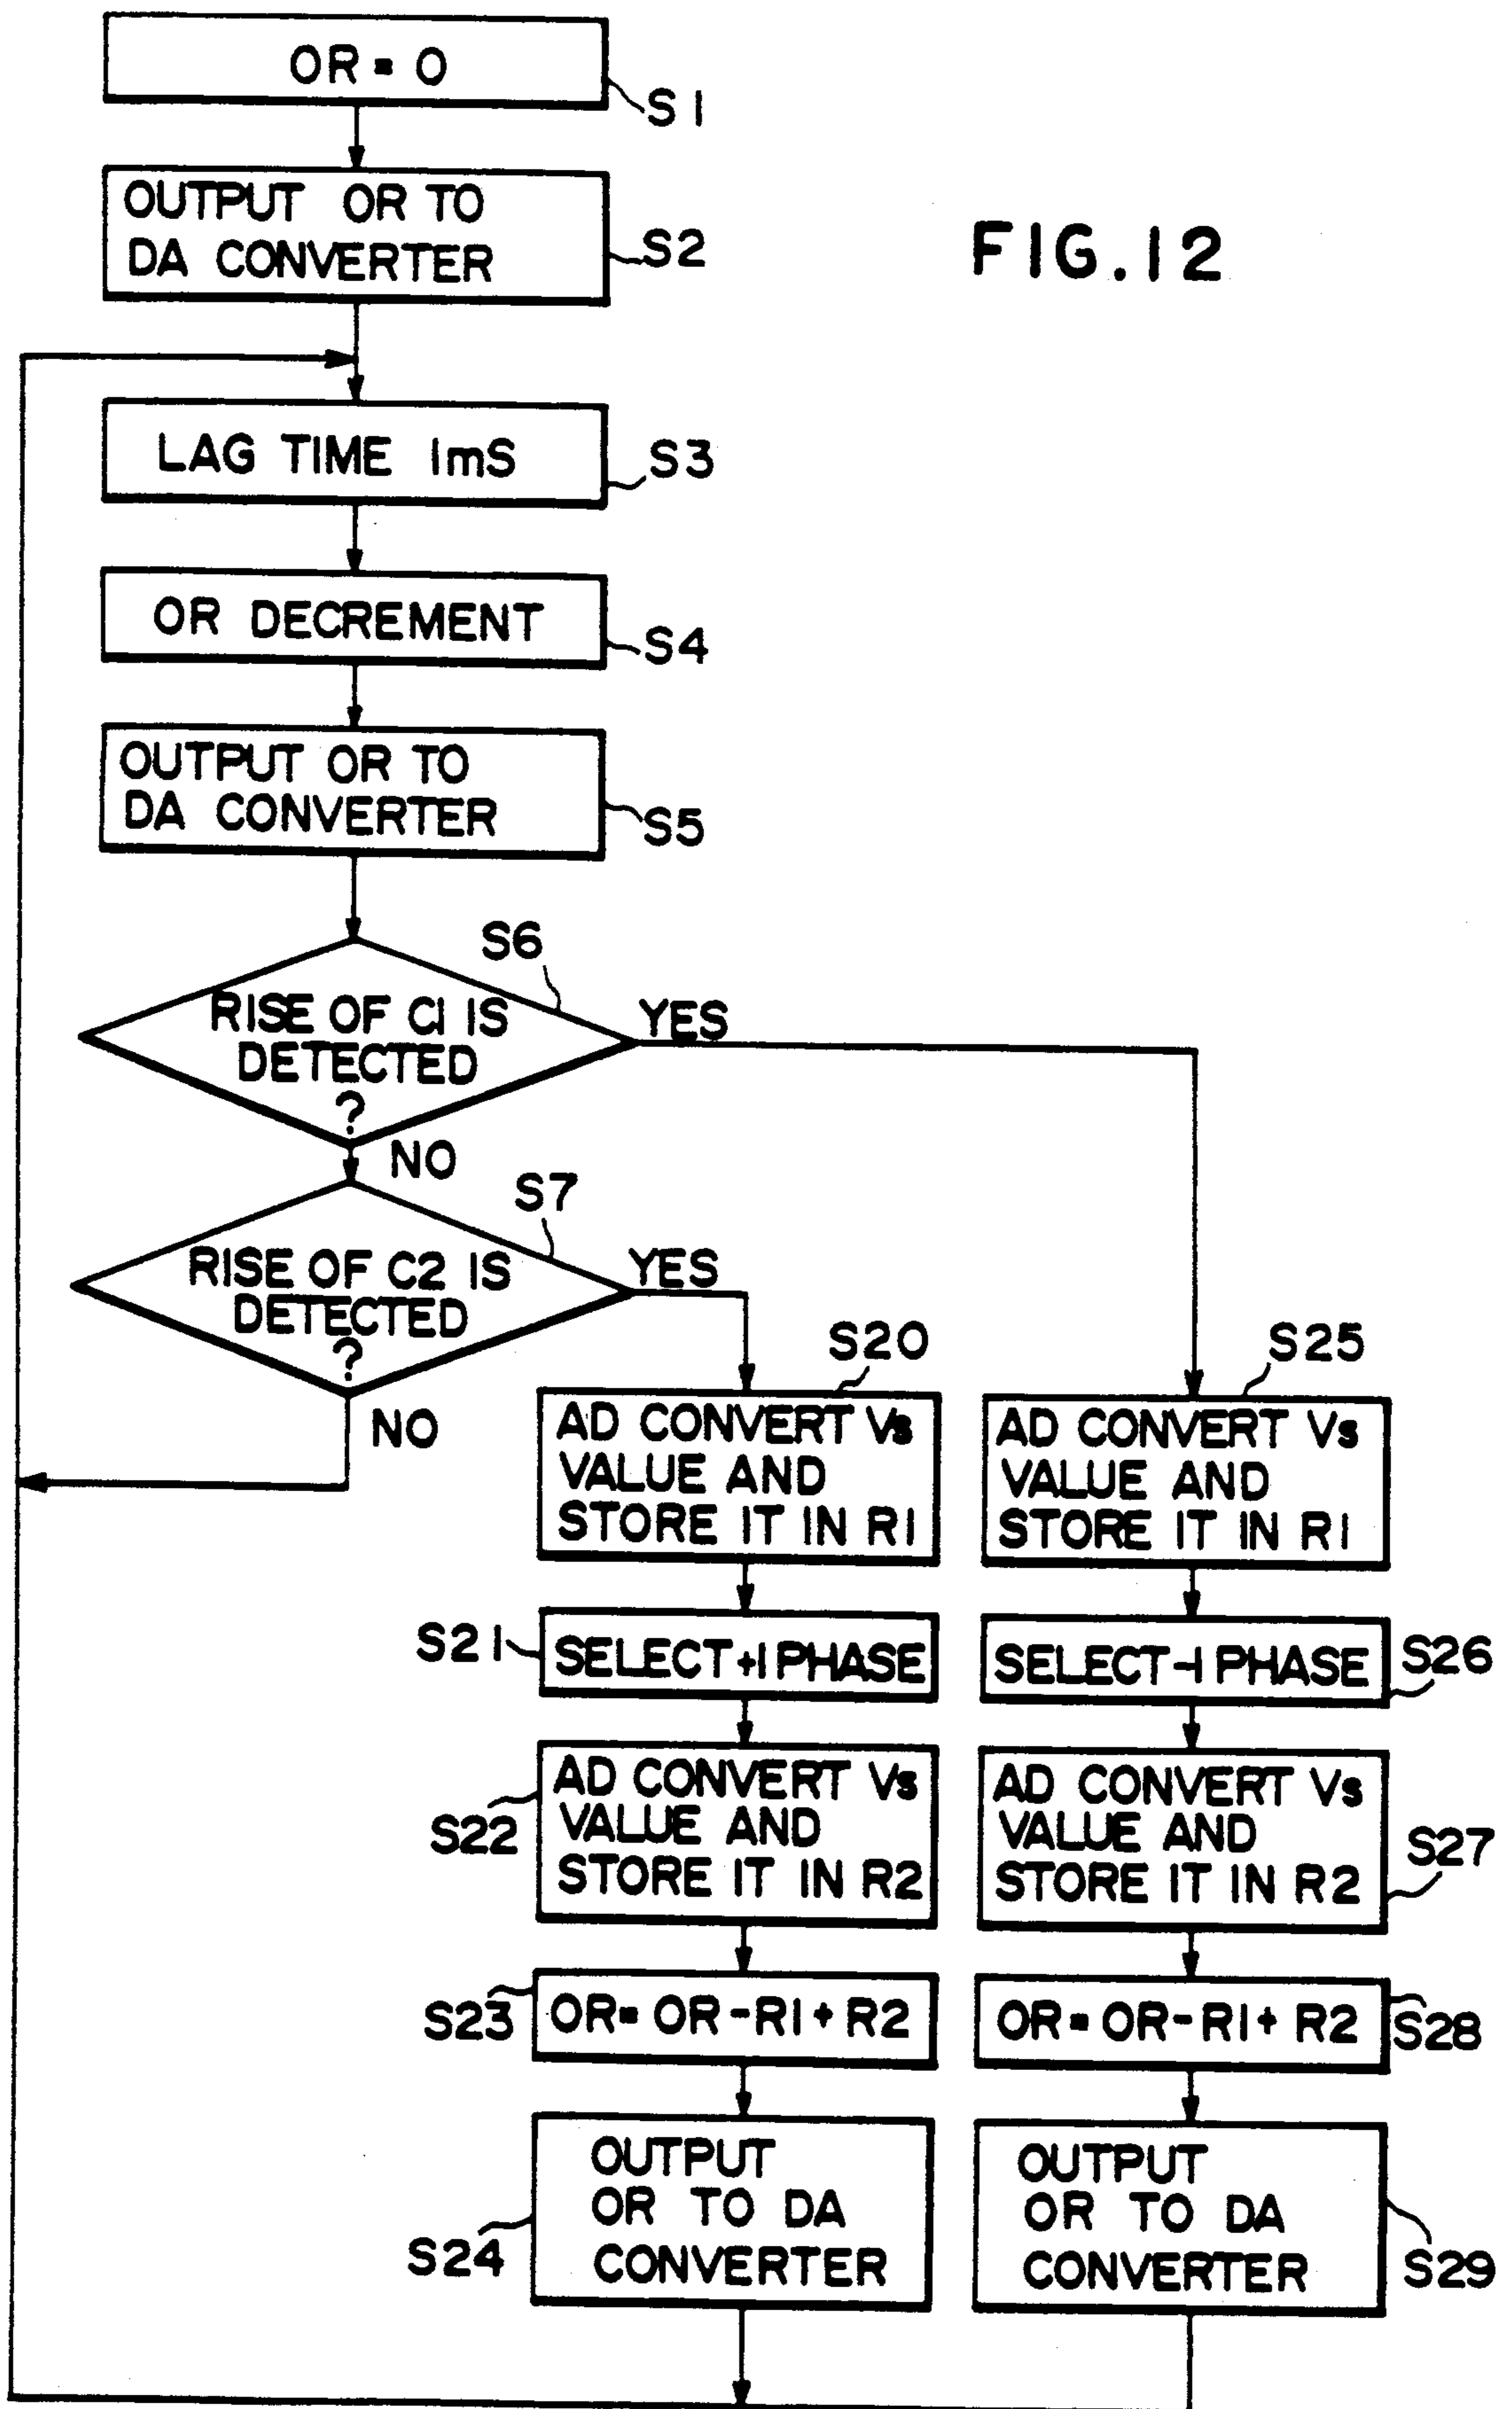 OR = 0
S1
OUTPUT OR TO
DA CONVERTER
S2
FIG.12
LAG TIME 1mS
S3
OR DECREMENT
S4
OUTPUT OR TO
DA CONVERTER
S5
S6
RISE OF C1 IS
DETECTED
?
YES
NO
S7
RISE OF C2 IS
DETECTED
?
YES
NO
S20
AD CONVERT Vs
VALUE AND
STORE IT IN R1
S21
SELECT+1 PHASE
S22
AD CONVERT Vs
VALUE AND
STORE IT IN R2
S23
OR= OR-R1+R2
S24
OUTPUT
OR TO DA
CONVERTER
S25
AD CONVERT Vs
VALUE AND
STORE IT IN R1
SELECT-1 PHASE
S26
AD CONVERT Vs
VALUE AND
STORE IT IN R2
S27
OR= OR-R1+ R2
S28
OUTPUT
OR TO DA
CONVERTER
S29